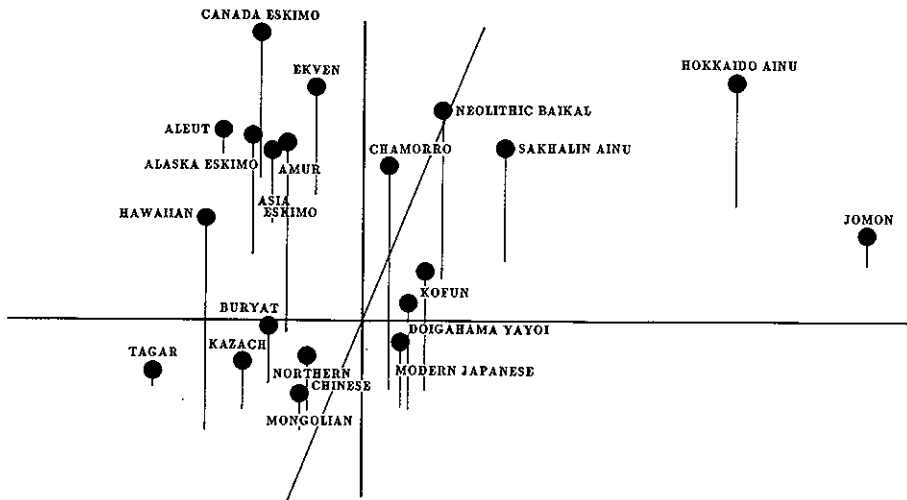 CANADA ESKIMO
EKVEN
HOKKAIDO AINU
NEOLITHIC BAIKAL
ALEUT
ALASKA ESKIMO
AMUR
CHAMORRO
SAKHALIN AINU
ASIA
ESKIMO
HAWAIIAN
JOMON
KOFUN
BURYAT
DOIGAHAMA YAYOI
TAGAR
KAZACH
NORTHERN
CHINESE
MODERN JAPANESE
MONGOLIAN